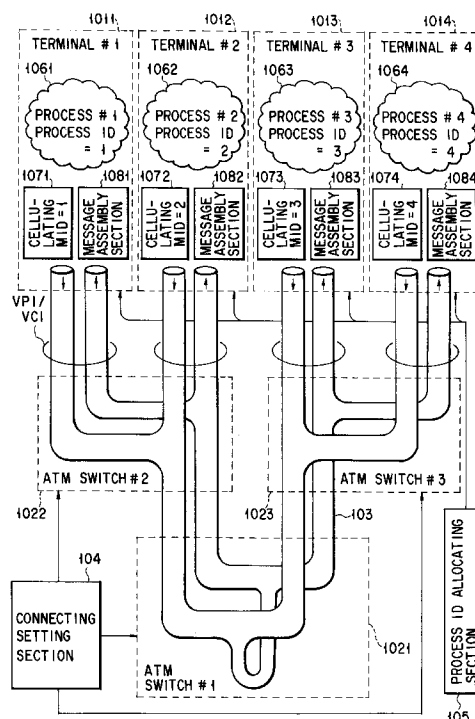 1011
1012
1013
1014
TERMINAL # 1
TERMINAL # 2
TERMINAL # 3
TERMINAL # 4
1061
1062
1063
1064
PROCESS # 1
PROCESS ID
= 1
PROCESS # 2
PROCESS ID
= 2
PROCESS # 3
PROCESS ID
= 3
PROCESS # 4
PROCESS ID
= 4
1071
1081
1072
1082
1073
1083
1074
1084
CELLU-
LATING
MID = 1
MESSAGE
ASSEMBLY
SECTION
CELLU-
LATING
MID = 2
MESSAGE
ASSEMBLY
SECTION
CELLU-
LATING
MID = 3
MESSAGE
ASSEMBLY
SECTION
CELLU-
LATING
MID = 4
MESSAGE
ASSEMBLY
SECTION
VPI/
VCI
ATM SWITCH # 2
ATM SWITCH # 3
1022
1023
103
104
CONNECTING
SETTING
SECTION
1021
ATM
SWITCH # 1
PROCESS ID ALLOCATING
SECTION
105